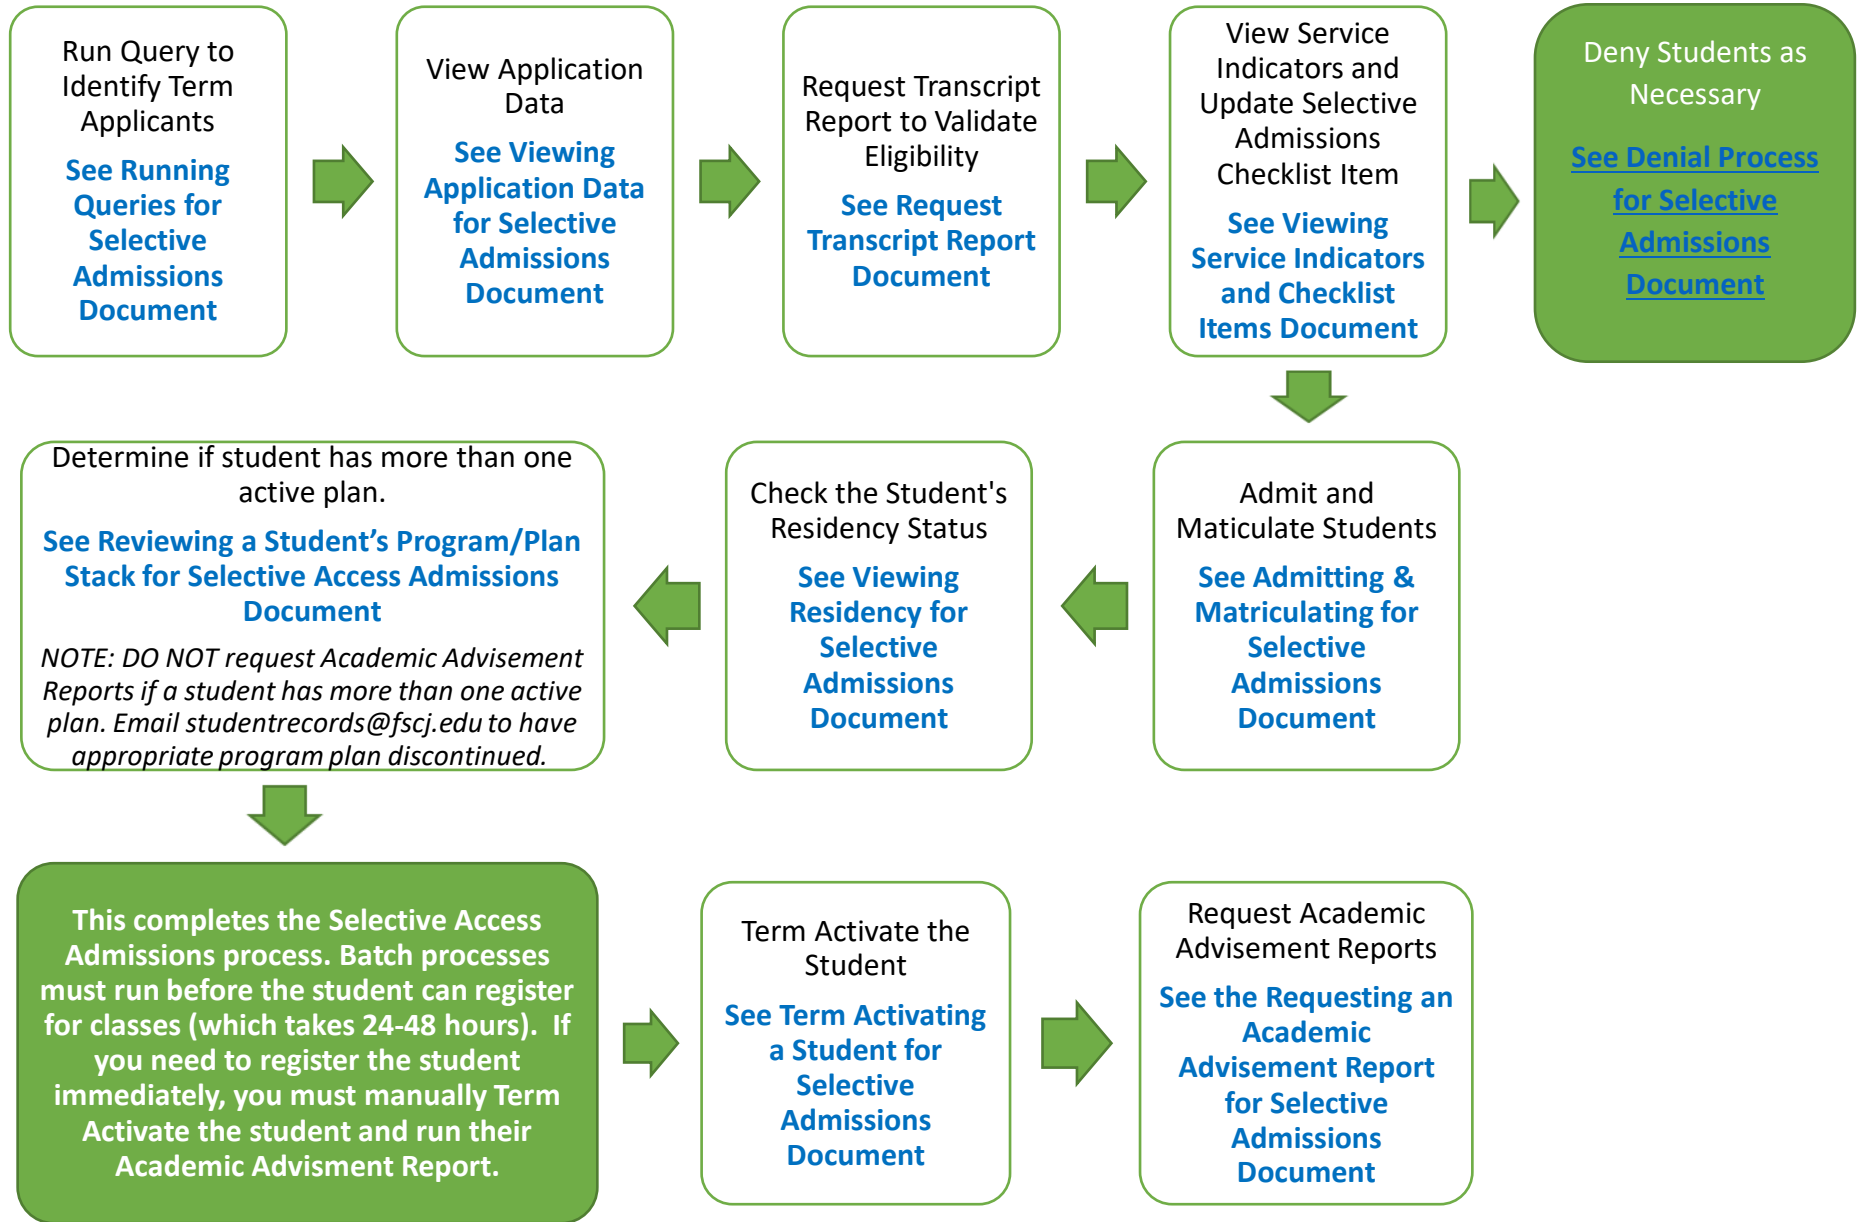 Run Query to
Identify Term
Applicants
See Running
Queries for
Selective
Admissions
Document
View Application
Data
See Viewing
Application Data
for Selective
Admissions
Document
Request Transcript
Report to Validate
Eligibility
See Request
Transcript Report
Document
View Service
Indicators and
Update Selective
Admissions
Checklist Item
See Viewing
Service Indicators
and Checklist
Items Document
Deny Students as
Necessary
See Denial Process
for Selective
Admissions
Document
Admit and
Maticulate Students
See Admitting &
Matriculating for
Selective
Admissions
Document
Check the Student's
Residency Status
See Viewing
Residency for
Selective
Admissions
Document
Determine if student has more than one
active plan.
See Reviewing a Student’s Program/Plan
Stack for Selective Access Admissions
Document
NOTE: DO NOT request Academic Advisement
Reports if a student has more than one active
plan. Email studentrecords@fscj.edu to have
appropriate program plan discontinued.
This completes the Selective Access
Admissions process. Batch processes
must run before the student can register
for classes (which takes 24-48 hours).  If
you need to register the student
immediately, you must manually Term
Activate the student and run their
Academic Advisment Report.
Term Activate the
Student
See Term Activating
a Student for
Selective
Admissions
Document
Request Academic
Advisement Reports
See the Requesting an
Academic
Advisement Report
for Selective
Admissions
Document